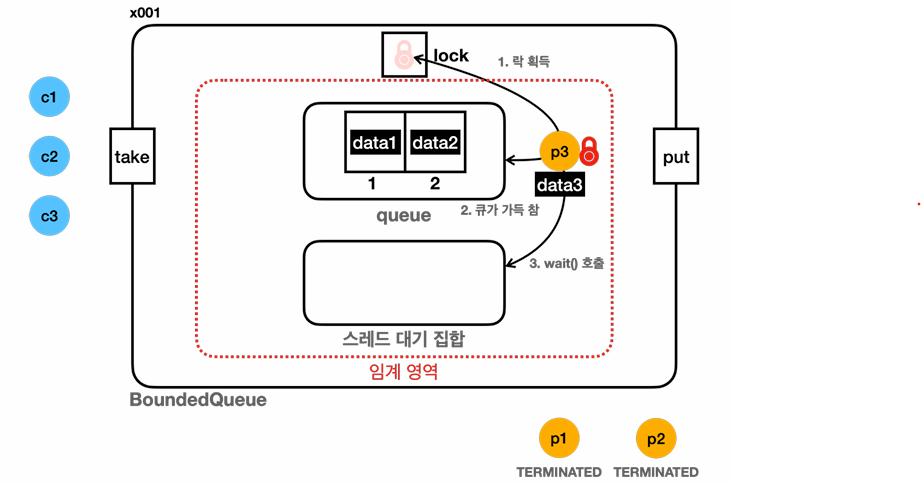 x001
lock
1. 락 획득
c1
c2
c3
take
data1
data2
1
2
queue
p3
data3
put
2. 큐가 가득 참
3. wait() 호출
스레드 대기 집합
임계 영역
BoundedQueue
p1
p2
TERMINATED
TERMINATED